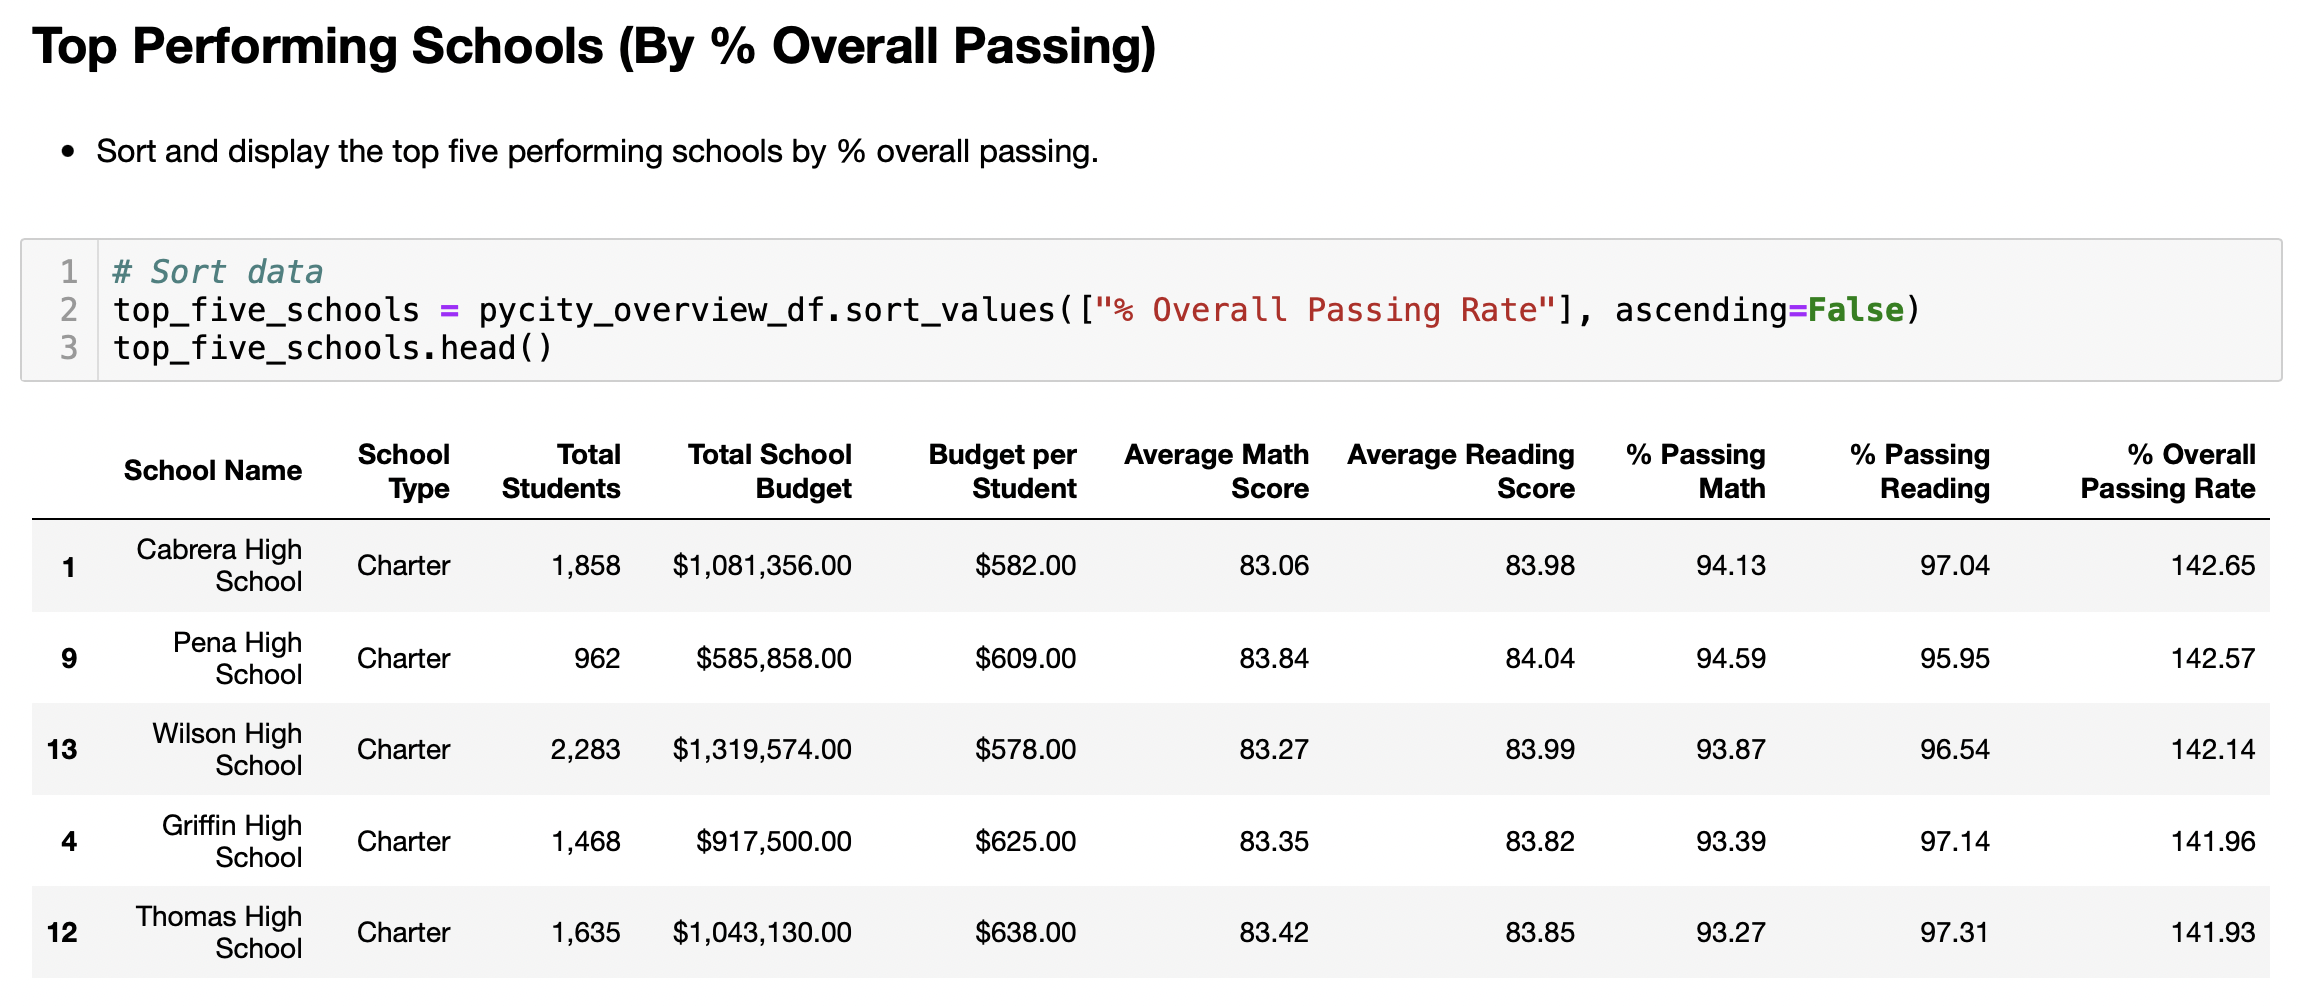 Top Performing Schools (By % Overall Passing)
• Sort and display the top five performing schools by % overall passing.
1 # Sort data
2 top_five_schools = pycity_overview_df.sort_values(["% Overall Passing Rate"], ascending=False)
3 top_five_schools.head()
School Name School Type Total Students Total School Budget Budget per Student Average Math Score Average Reading Score % Passing Math % Passing Reading % Overall Passing Rate
1 Cabrera High School Charter 1,858 $1,081,356.00 $582.00 83.06 83.98 94.13 97.04 142.65
9 Pena High School Charter 962 $585,858.00 $609.00 83.84 84.04 94.59 95.95 142.57
13 Wilson High School Charter 2,283 $1,319,574.00 $578.00 83.27 83.99 93.87 96.54 142.14
4 Griffin High School Charter 1,468 $917,500.00 $625.00 83.35 83.82 93.39 97.14 141.96
12 Thomas High School Charter 1,635 $1,043,130.00 $638.00 83.42 83.85 93.27 97.31 141.93